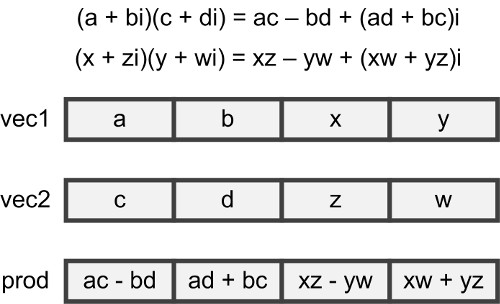 (a + bi)(c + di) = ac – bd + (ad + bc)i
(x + zi)(y + wi) = xz – yw + (xw + yz)i
vec1 a b x y
vec2 c d z w
prod ac - bd ad + bc xz - yw xw + yz